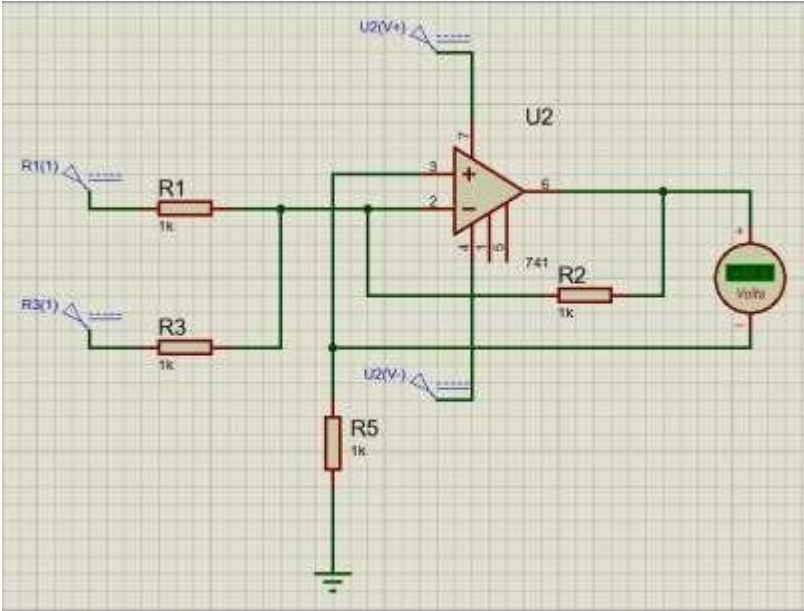 U2(V+)
U2
7
R1(1)
3
+
R1
2
−
6
1k
4
1
5
741
+
R2
Volts
R3(1)
1k
−
R3
1k
U2(V-)
R5
1k